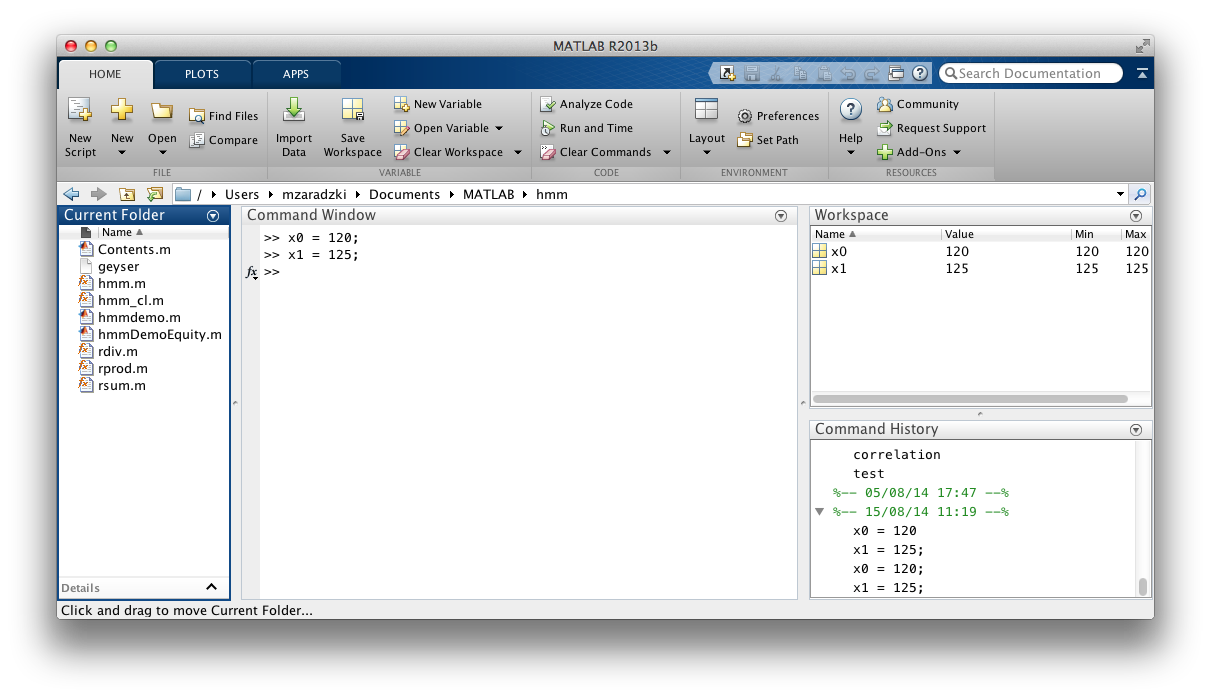 MATLAB R2013b
HOME PLOTS APPS
Search Documentation
New Script
New
Open
Find Files
Compare
FILE
Import Data
Save Workspace
New Variable
Open Variable
Clear Workspace
VARIABLE
Analyze Code
Run and Time
Clear Commands
CODE
Layout
Preferences
Set Path
ENVIRONMENT
Help
Community
Request Support
Add-Ons
RESOURCES
/ Users mzaradzki Documents MATLAB hmm
Current Folder
Name
Contents.m
geyser
hmm.m
hmm_cl.m
hmmdemo.m
hmmDemoEquity.m
rdiv.m
rprod.m
rsum.m
Details
Command Window
>> x0 = 120;
>> x1 = 125;
fx >>
Workspace
Name Value Min Max
x0 120 120 120
x1 125 125 125
Command History
correlation
test
%-- 05/08/14 17:47 --%
%-- 15/08/14 11:19 --%
x0 = 120
x1 = 125;
x0 = 120;
x1 = 125;
Click and drag to move Current Folder...